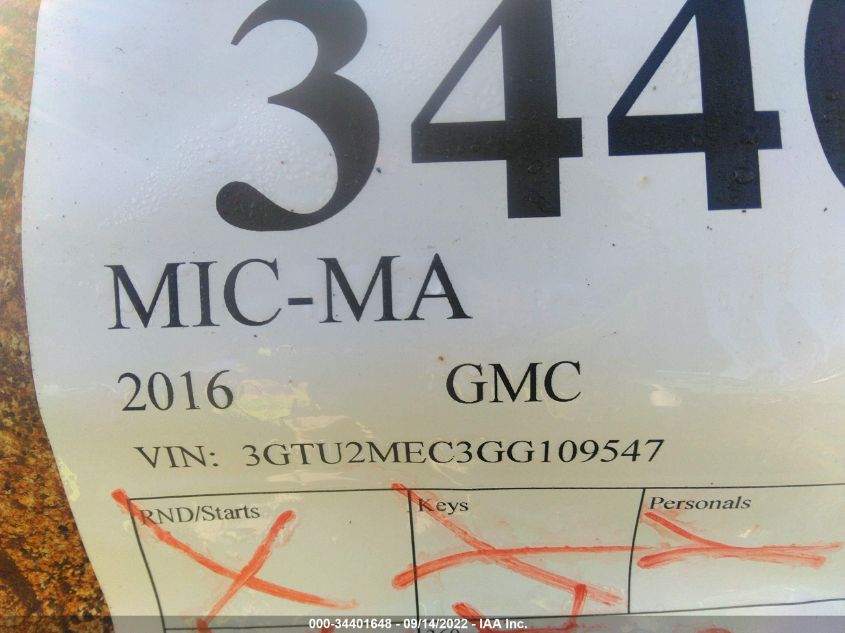 344
MIC-MA
2016 GMC
VIN: 3GTU2MEC3GG109547
RND/Starts Keys Personals
000-34401648 - 09/14/2022 - IAA Inc.